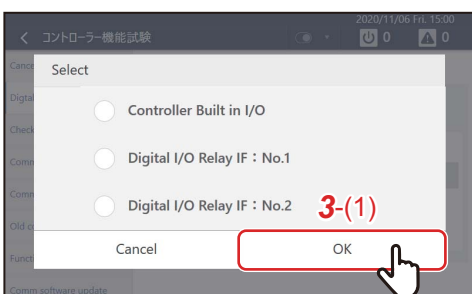 2020/11/06 Fri. 15:00
コントローラー機能試験
0
0
Select
Controller Built in I/O
Digital I/O Relay IF：No.1
Digital I/O Relay IF：No.2
3-(1)
Cancel
OK
Comm software update